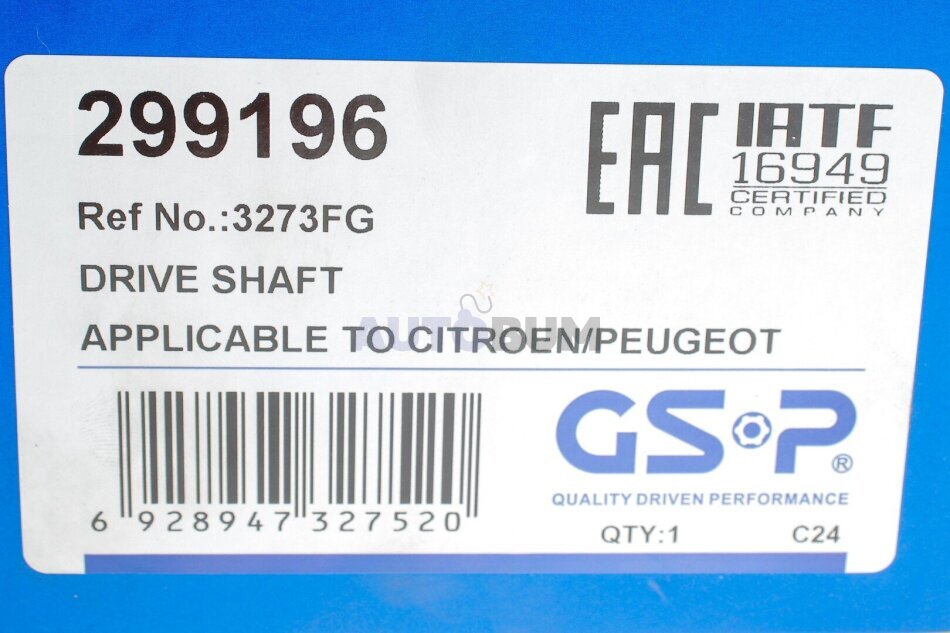 299196
EAC
IATF
16949
CERTIFIED
COMPANY
Ref No.:3273FG
DRIVE SHAFT
AUTOBUM
APPLICABLE TO CITROEN/PEUGEOT
GSP®
QUALITY DRIVEN PERFORMANCE
6 928947 327520
QTY:1 C24